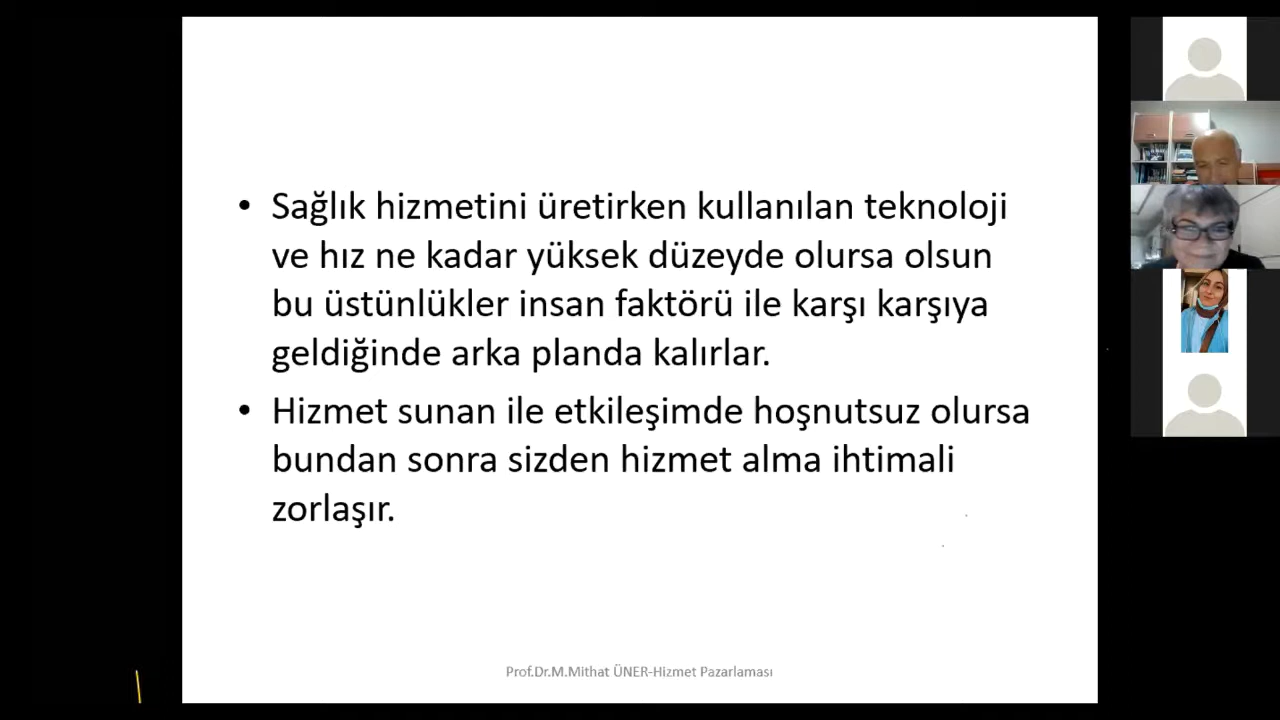 • Sağlık hizmetini üretirken kullanılan teknoloji
ve hız ne kadar yüksek düzeyde olursa olsun
bu üstünlükler insan faktörü ile karşı karşıya
geldiğinde arka planda kalırlar.
• Hizmet sunan ile etkileşimde hoşnutsuz olursa
bundan sonra sizden hizmet alma ihtimali
zorlaşır.
Prof.Dr.M.Mithat ÜNER-Hizmet Pazarlaması